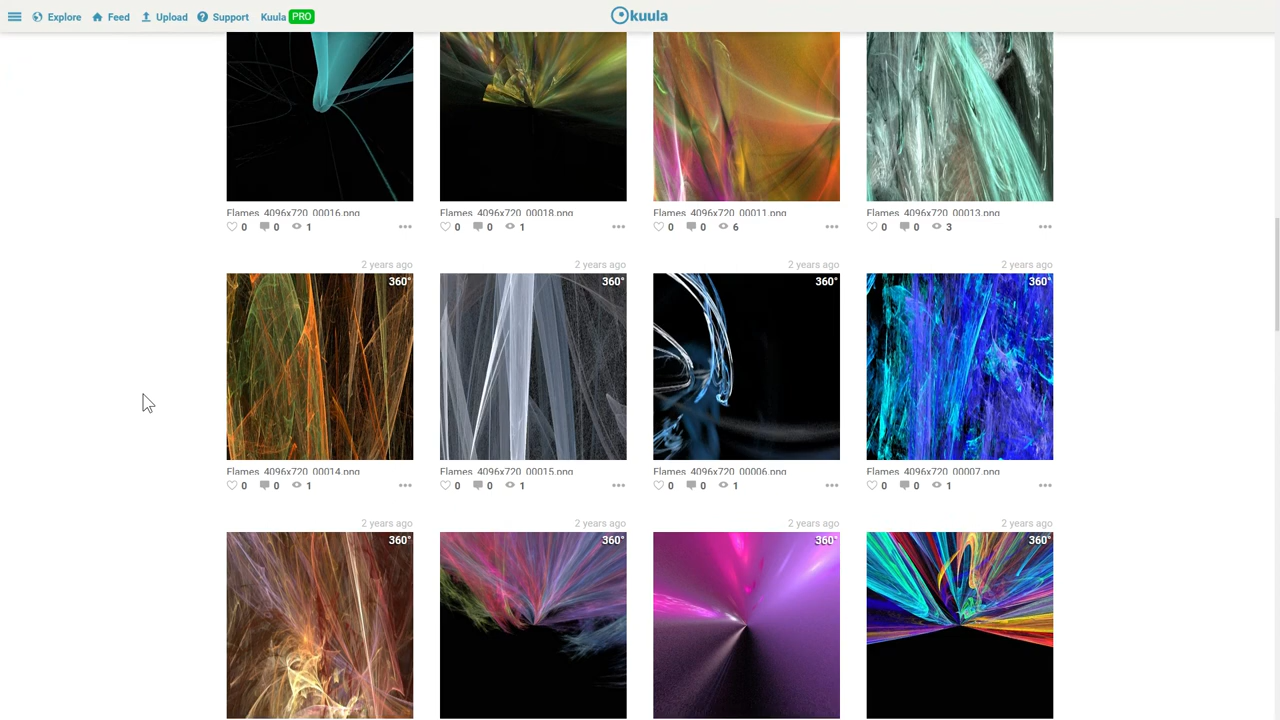 Explore Feed Upload Support Kuula PRO kuula
Flames_4096x720_00016.png Flames_4096x720_00018.png Flames_4096x720_00011.png Flames_4096x720_00013.png
0 0 1 0 0 1 0 0 6 0 0 3
2 years ago 2 years ago 2 years ago 2 years ago
360° 360° 360° 360°
Flames_4096x720_00014.png Flames_4096x720_00015.png Flames_4096x720_00006.png Flames_4096x720_00007.png
0 0 1 0 0 1 0 0 1 0 0 1
2 years ago 2 years ago 2 years ago 2 years ago
360° 360° 360° 360°